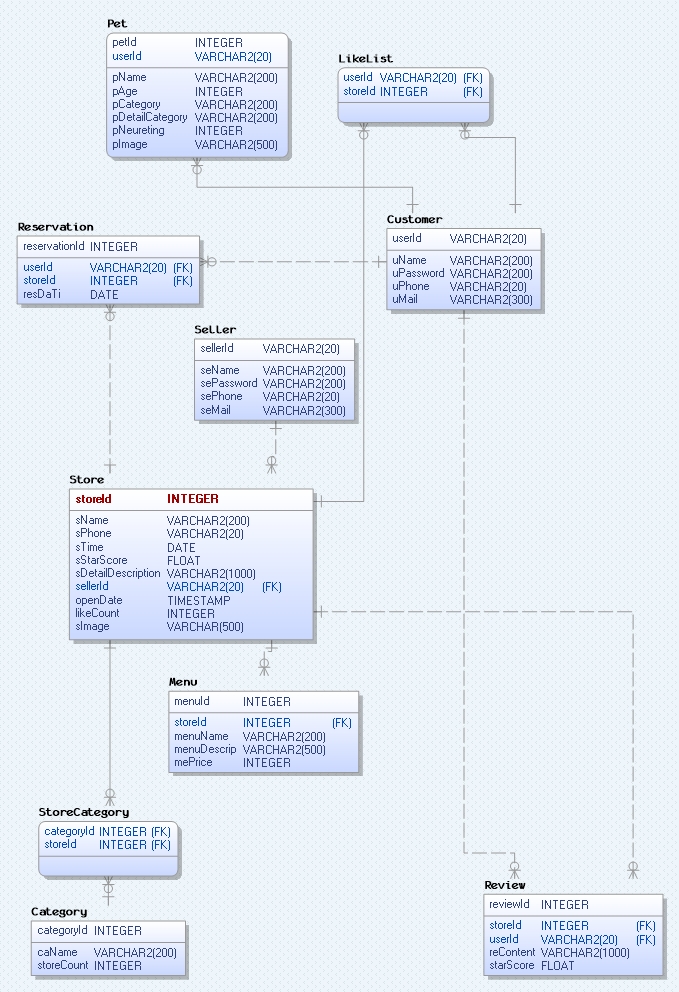 Pet
petId INTEGER
userId VARCHAR2(20)
pName VARCHAR2(200)
pAge INTEGER
pCategory VARCHAR2(200)
pDetailCategory VARCHAR2(200)
pNeureting INTEGER
pImage VARCHAR2(500)
LikeList
userId VARCHAR2(20) (FK)
storeId INTEGER (FK)
Reservation
reservationId INTEGER
userId VARCHAR2(20) (FK)
storeId INTEGER (FK)
resDaTi DATE
Customer
userId VARCHAR2(20)
uName VARCHAR2(200)
uPassword VARCHAR2(200)
uPhone VARCHAR2(20)
uMail VARCHAR2(300)
Seller
sellerId VARCHAR2(20)
seName VARCHAR2(200)
sePassword VARCHAR2(200)
sePhone VARCHAR2(20)
seMail VARCHAR2(300)
Store
storeId INTEGER
sName VARCHAR2(200)
sPhone VARCHAR2(20)
sTime DATE
sStarScore FLOAT
sDetailDescription VARCHAR2(1000)
sellerId VARCHAR2(20) (FK)
openDate TIMESTAMP
likeCount INTEGER
sImage VARCHAR(500)
Menu
menuId INTEGER
storeId INTEGER (FK)
menuName VARCHAR2(200)
menuDescrip VARCHAR2(500)
mePrice INTEGER
StoreCategory
categoryId INTEGER (FK)
storeId INTEGER (FK)
Category
categoryId INTEGER
caName VARCHAR2(200)
storeCount INTEGER
Review
reviewId INTEGER
storeId INTEGER (FK)
userId VARCHAR2(20) (FK)
reContent VARCHAR2(1000)
starScore FLOAT